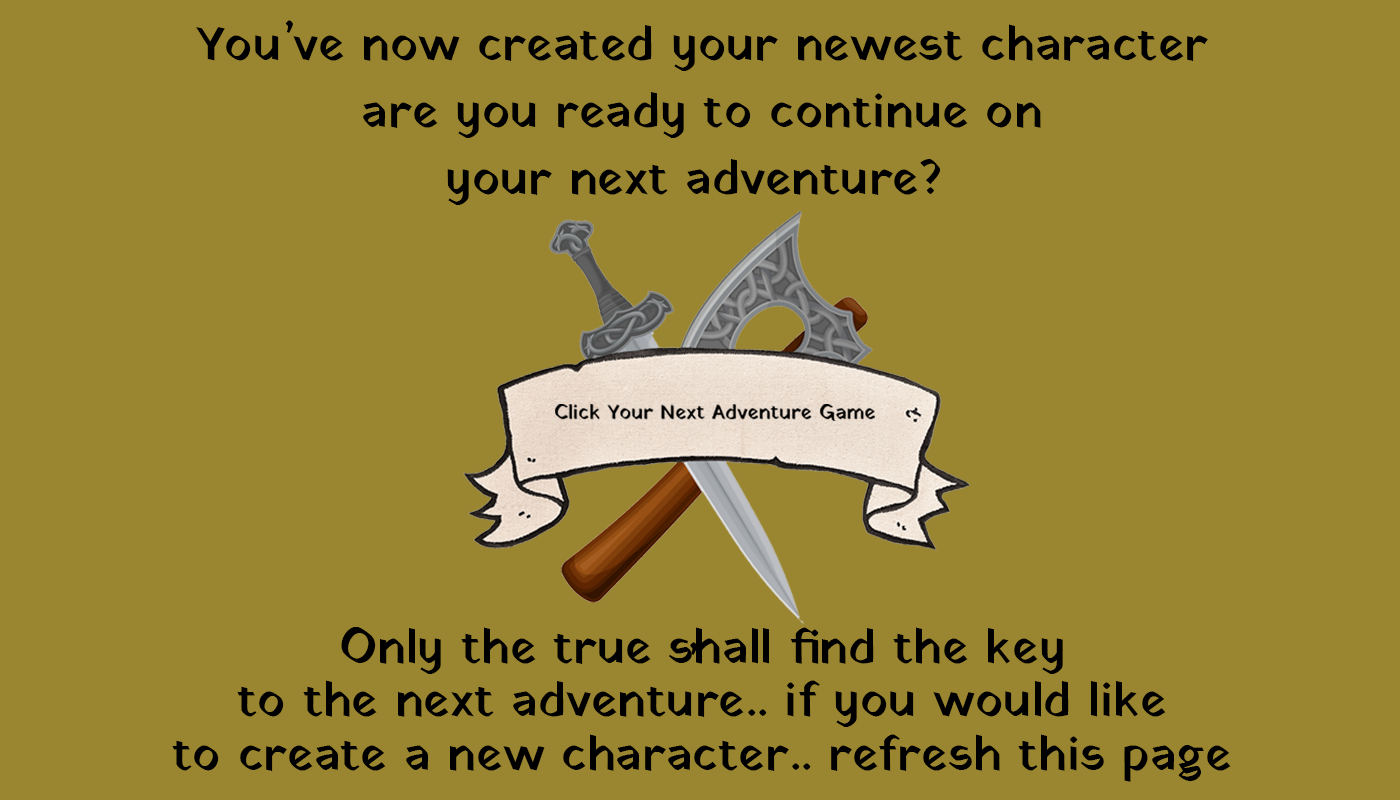 You've now created your newest character
are you ready to continue on
your next adventure?
Click Your Next Adventure Game
Only the true shall find the key
to the next adventure.. if you would like
to create a new character.. refresh this page